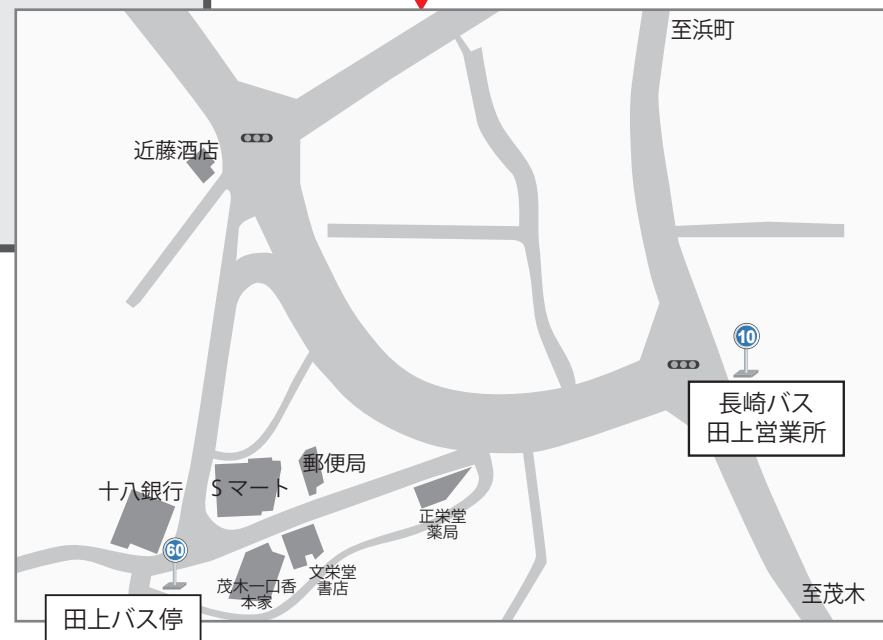 至浜町
近藤酒店
10
長崎バス
田上営業所
郵便局
Sマート
十八銀行
正栄堂
薬局
60
文栄堂
書店
茂木一口香
本家
至茂木
田上バス停